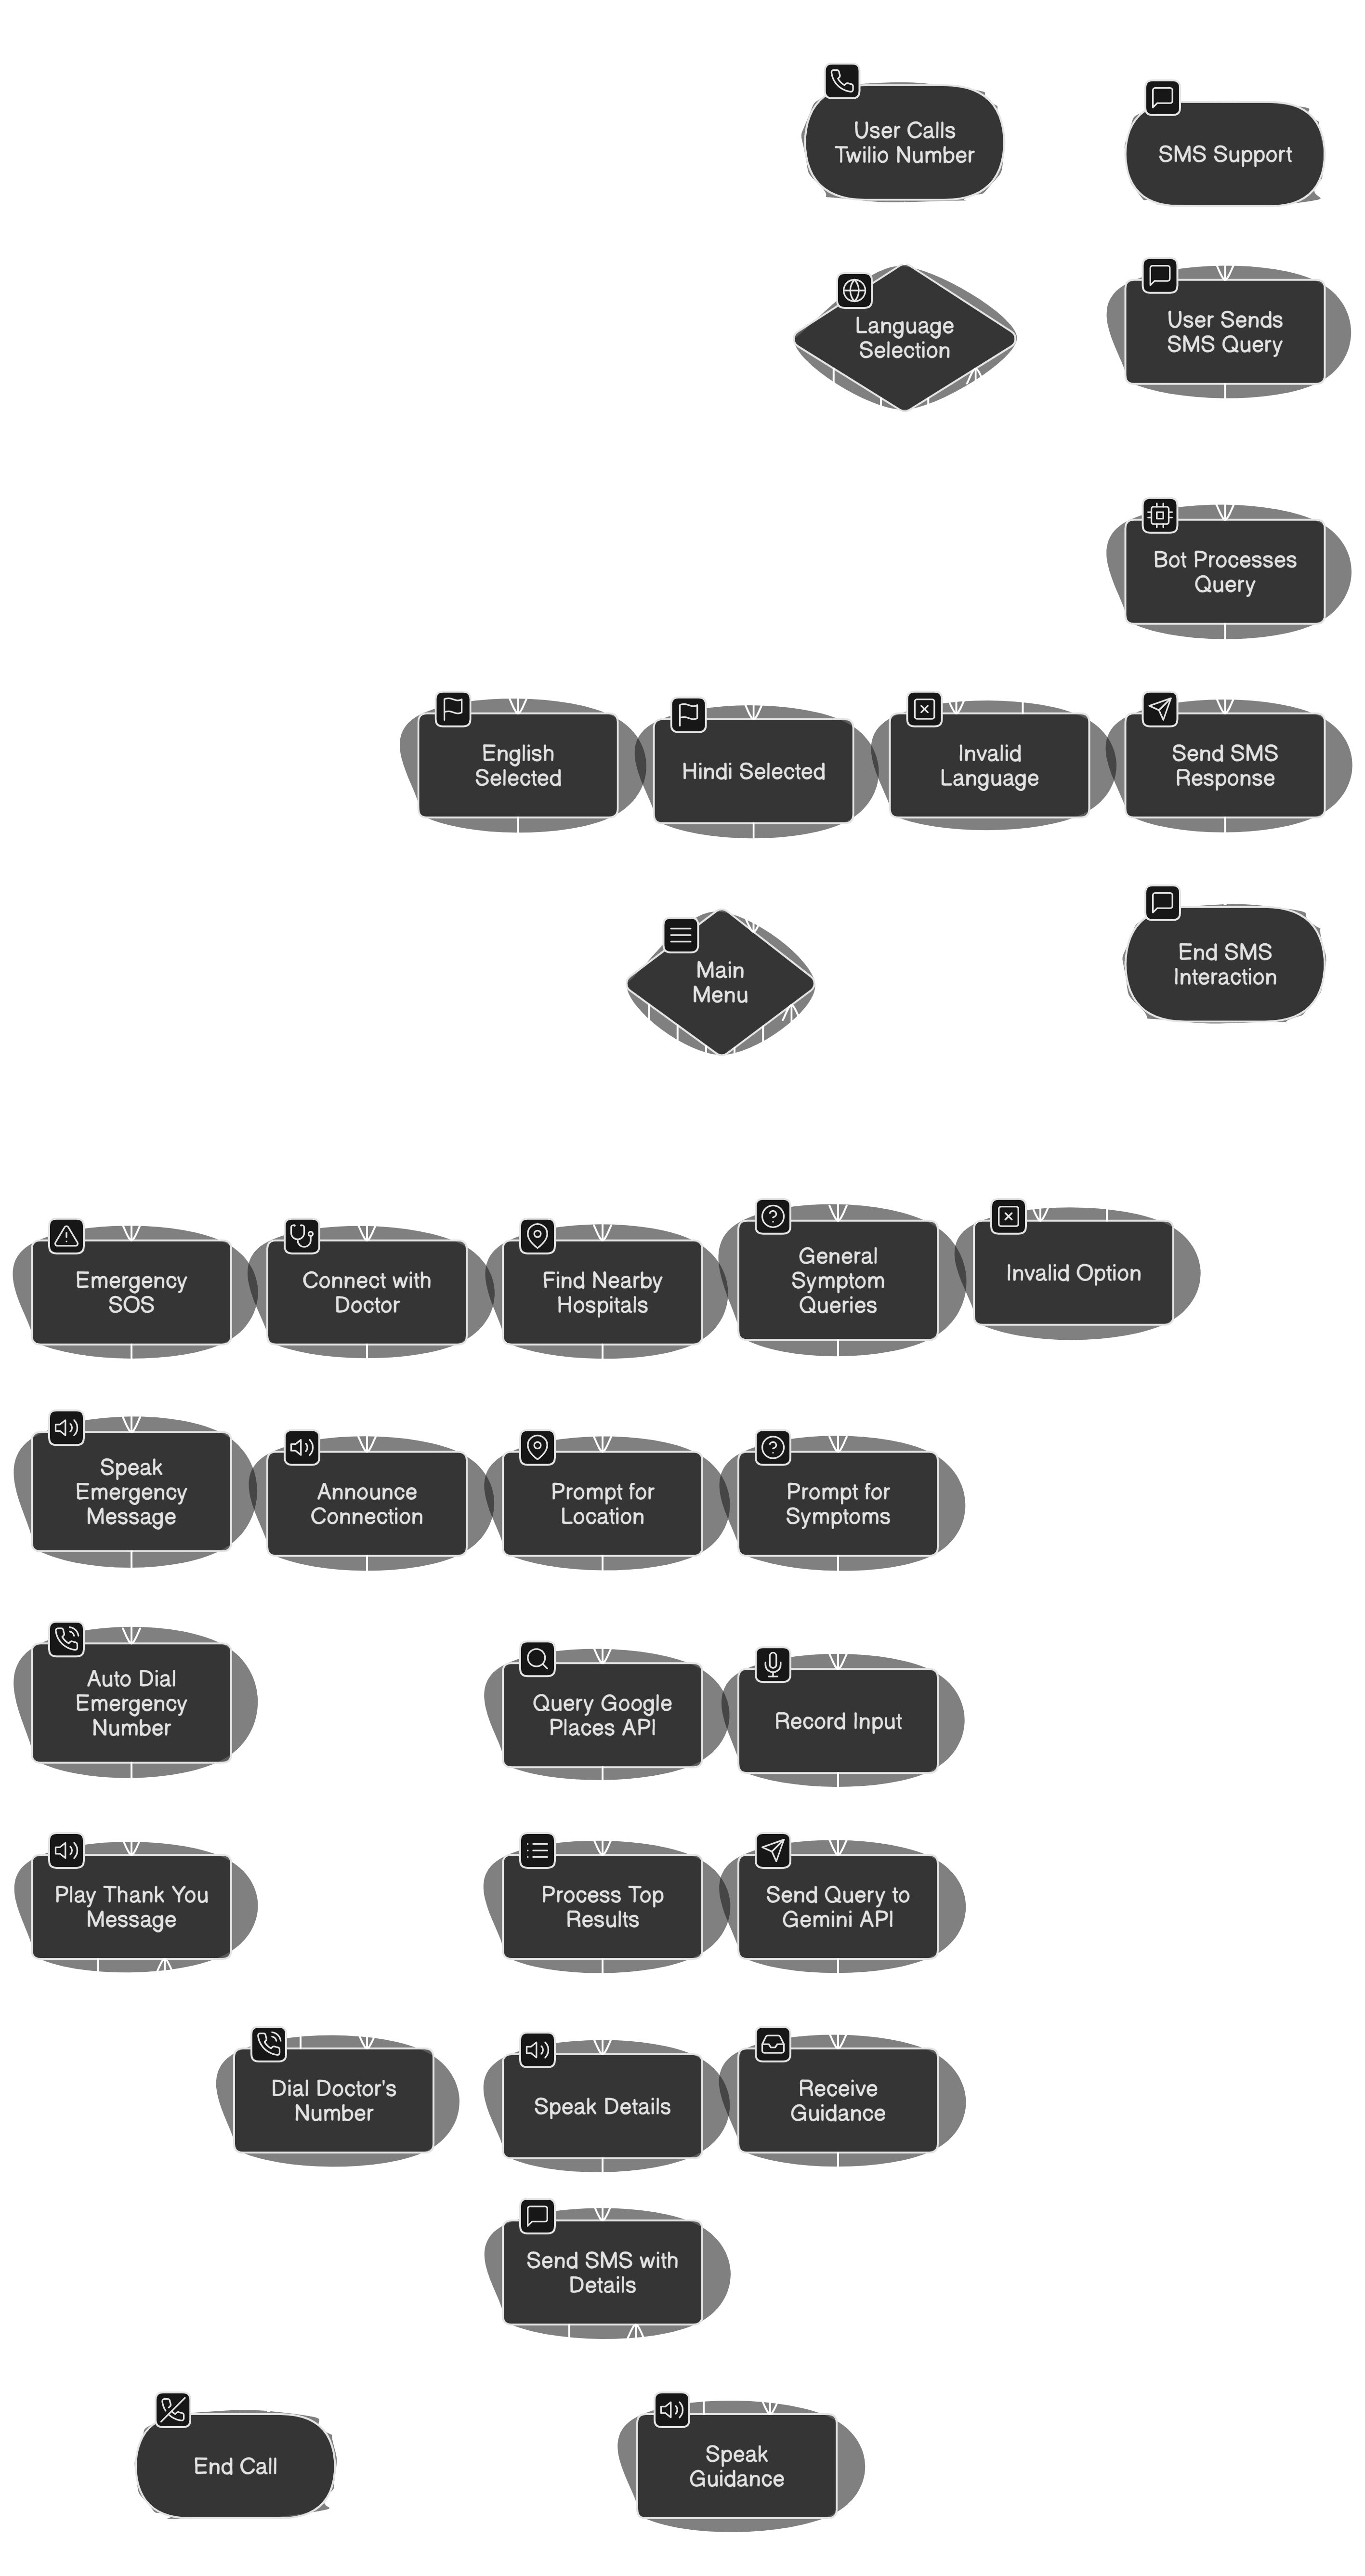 User Calls
Twilio Number
SMS Support
Language
Selection
User Sends
SMS Query
Bot Processes
Query
English
Selected
Hindi Selected
Invalid
Language
Send SMS
Response
Main
Menu
End SMS
Interaction
Emergency
SOS
Connect with
Doctor
Find Nearby
Hospitals
General
Symptom
Queries
Invalid Option
Speak
Emergency
Message
Announce
Connection
Prompt for
Location
Prompt for
Symptoms
Auto Dial
Emergency
Number
Query Google
Places API
Record Input
Play Thank You
Message
Process Top
Results
Send Query to
Gemini API
Dial Doctor's
Number
Speak Details
Receive
Guidance
Send SMS with
Details
End Call
Speak
Guidance